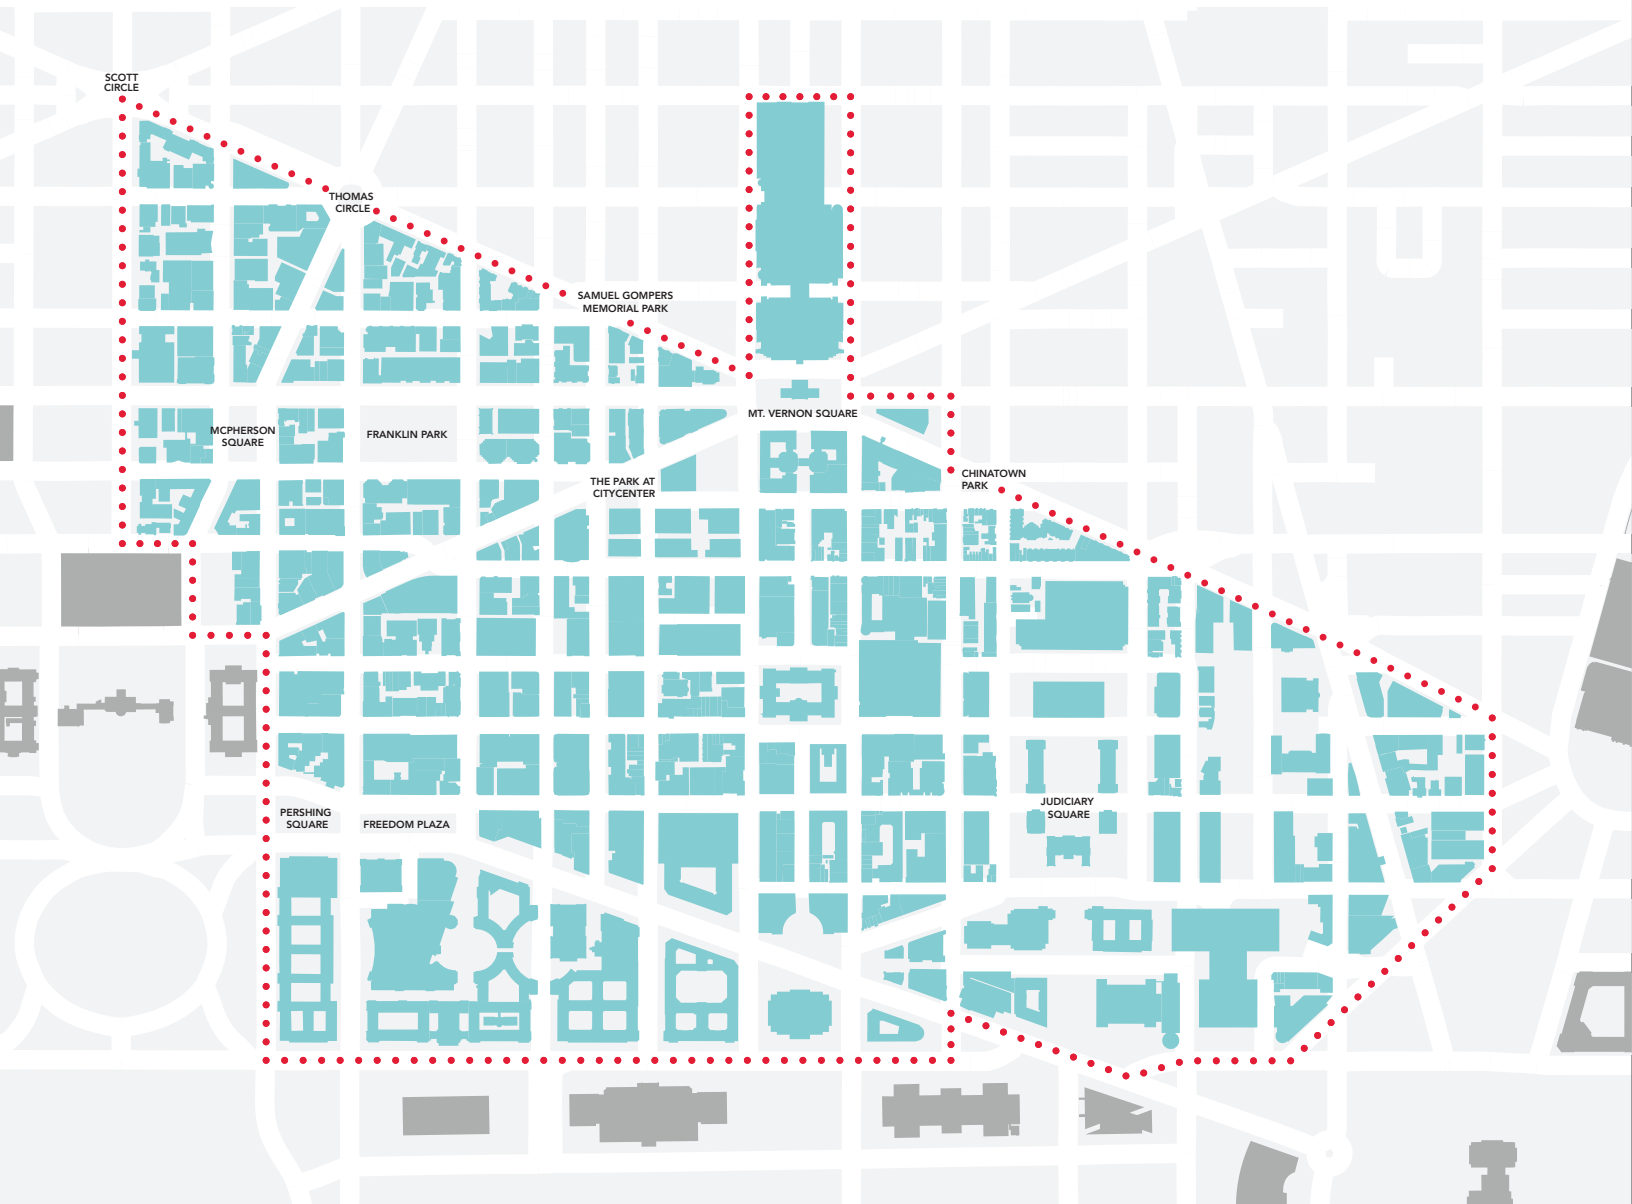 SCOTT
CIRCLE
THOMAS
CIRCLE
SAMUEL GOMPERS
MEMORIAL PARK
MT. VERNON SQUARE
MCPHERSON
SQUARE
FRANKLIN PARK
THE PARK AT
CITYCENTER
CHINATOWN
PARK
PERSHING
SQUARE
FREEDOM PLAZA
JUDICIARY
SQUARE